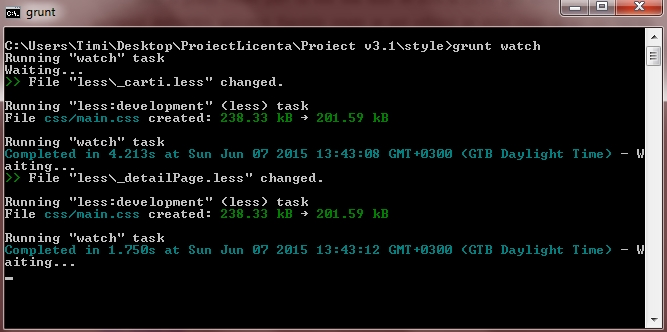 grunt
C:\Users\Timi\Desktop\ProiectLicenta\Proiect v3.1\style>grunt watch
Running "watch" task
Waiting...
>> File "less\_carti.less" changed.
Running "less:development" (less) task
File css/main.css created: 238.33 kB → 201.59 kB
Running "watch" task
Completed in 4.213s at Sun Jun 07 2015 13:43:08 GMT+0300 (GTB Daylight Time) - W
aiting...
>> File "less\_detailPage.less" changed.
Running "less:development" (less) task
File css/main.css created: 238.33 kB → 201.59 kB
Running "watch" task
Completed in 1.750s at Sun Jun 07 2015 13:43:12 GMT+0300 (GTB Daylight Time) - W
aiting...